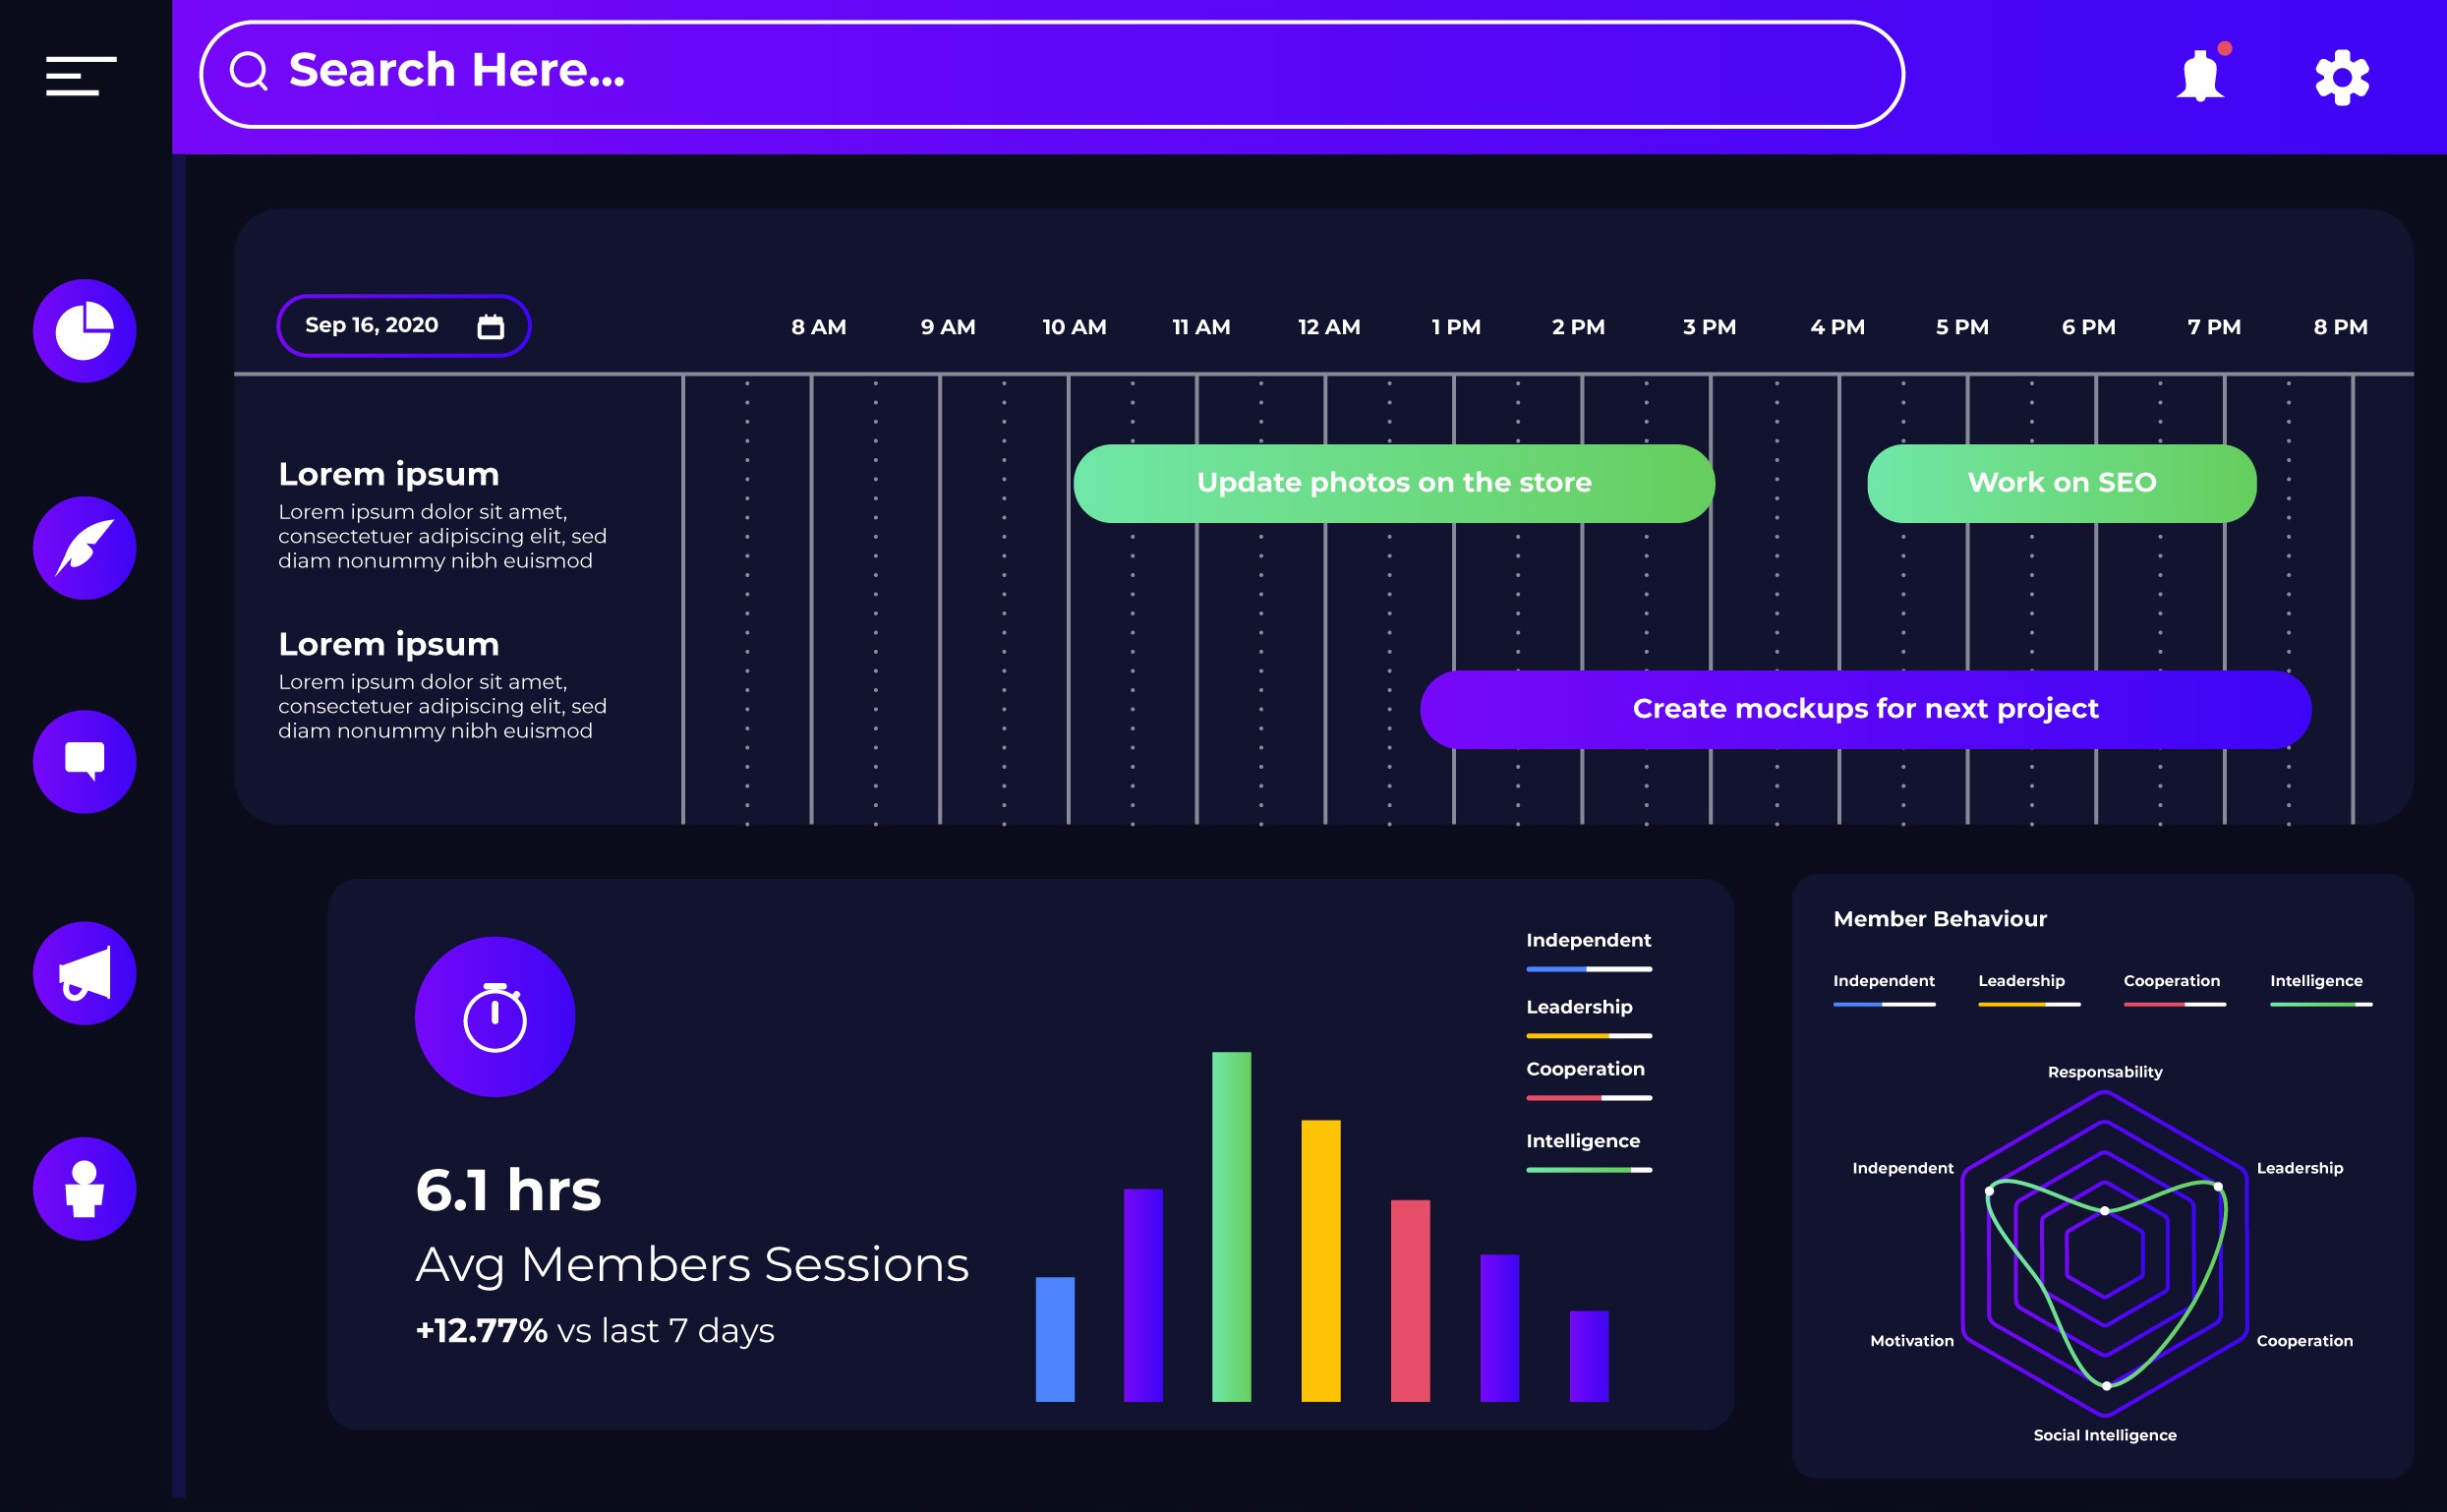 Search Here...
Sep 16, 2020
8 AM
9 AM
10 AM
11 AM
12 AM
1 PM
2 PM
3 PM
4 PM
5 PM
6 PM
7 PM
8 PM
Lorem ipsum
Lorem ipsum dolor sit amet,
consectetuer adipiscing elit, sed
diam nonummy nibh euismod
Update photos on the store
Work on SEO
Lorem ipsum
Lorem ipsum dolor sit amet,
consectetuer adipiscing elit, sed
diam nonummy nibh euismod
Create mockups for next project
6.1 hrs
Avg Members Sessions
+12.77% vs last 7 days
Independent
Leadership
Cooperation
Intelligence
Member Behaviour
Independent
Leadership
Cooperation
Intelligence
Responsability
Independent
Leadership
Motivation
Cooperation
Social Intelligence